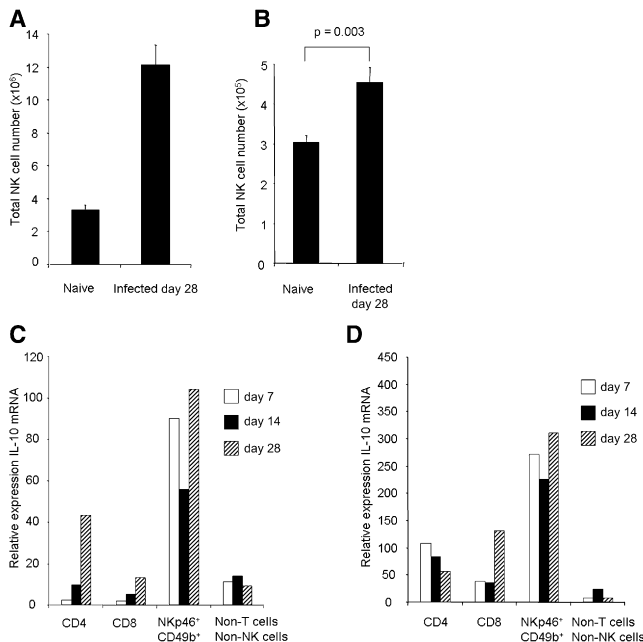 A
Total NK cell number (x10⁶)
14
12
10
8
6
4
2
0
Naive
Infected day 28
B
p = 0.003
Total NK cell number (x10⁵)
5
4
3
2
1
0
Naive
Infected
day 28
C
Relative expression IL-10 mRNA
120
100
80
60
40
20
0
day 7
day 14
day 28
CD4
CD8
NKp46⁺
CD49b⁺
Non-T cells
Non-NK cells
D
Relative expression IL-10 mRNA
450
400
350
300
250
200
150
100
50
0
day 7
day 14
day 28
CD4
CD8
NKp46⁺
CD49b⁺
Non-T cells
Non-NK cells